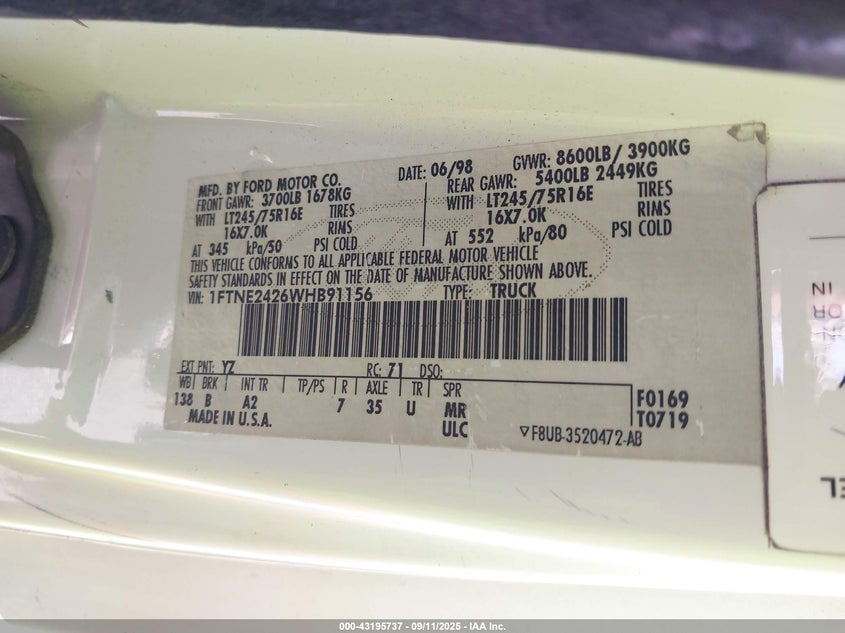 MFD. BY FORD MOTOR CO.
DATE: 06/98
GVWR: 8600LB/ 3900KG
FRONT GAWR: 3700LB 1678KG
REAR GAWR: 5400LB 2449KG
WITH LT245/75R16E TIRES
WITH LT245/75R16E TIRES
16X7.0K RIMS
16X7.0K RIMS
AT 345 kPa/50 PSI COLD
AT 552 kPa/80 PSI COLD
THIS VEHICLE CONFORMS TO ALL APPLICABLE FEDERAL MOTOR VEHICLE
SAFETY STANDARDS IN EFFECT ON THE DATE OF MANUFACTURE SHOWN ABOVE.
VIN: 1FTNE2426WHB91156 TYPE: TRUCK
EXT PNT: YZ RC: 71 DSO:
WB BRK INT TR TP/PS R AXLE TR SPR
138 B A2 7 35 U MR
ULC
F0169
T0719
MADE IN U.S.A.
▽F8UB-3520472-AB
000-43195737 - 09/11/2025 - IAA Inc.